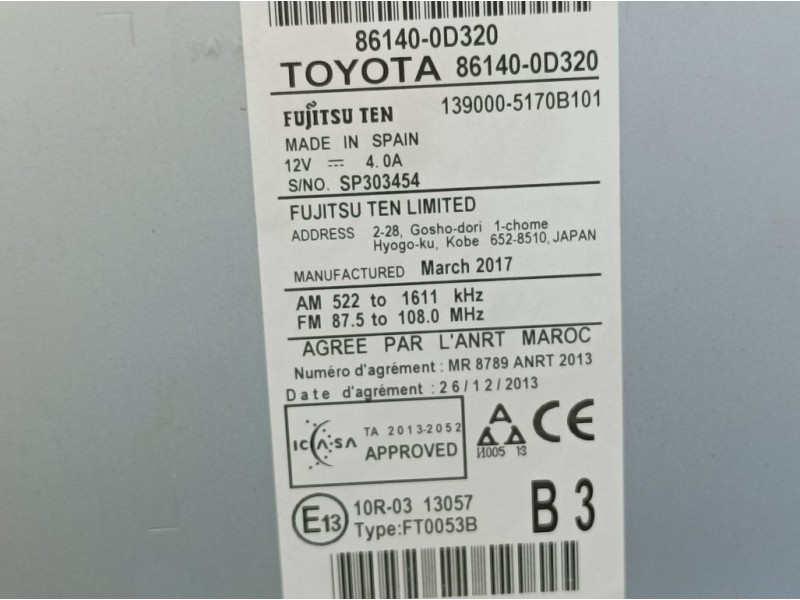 86140-0D320
TOYOTA 86140-0D320
FUJITSU TEN 139000-5170B101
MADE IN SPAIN
12V ⎓ 4.0A
S/NO. SP303454
FUJITSU TEN LIMITED
ADDRESS 2-28, Gosho-dori 1-chome
Hyogo-ku, Kobe 652-8510, JAPAN
MANUFACTURED March 2017
AM 522 to 1611 kHz
FM 87.5 to 108.0 MHz
AGREE PAR L'ANRT MAROC
Numéro d'agrément : MR 8789 ANRT 2013
Date d'agrément : 26/12/2013
ICASA TA 2013-2052
APPROVED
CE
И005 13
E13 10R-03 13057
Type:FT0053B
B 3